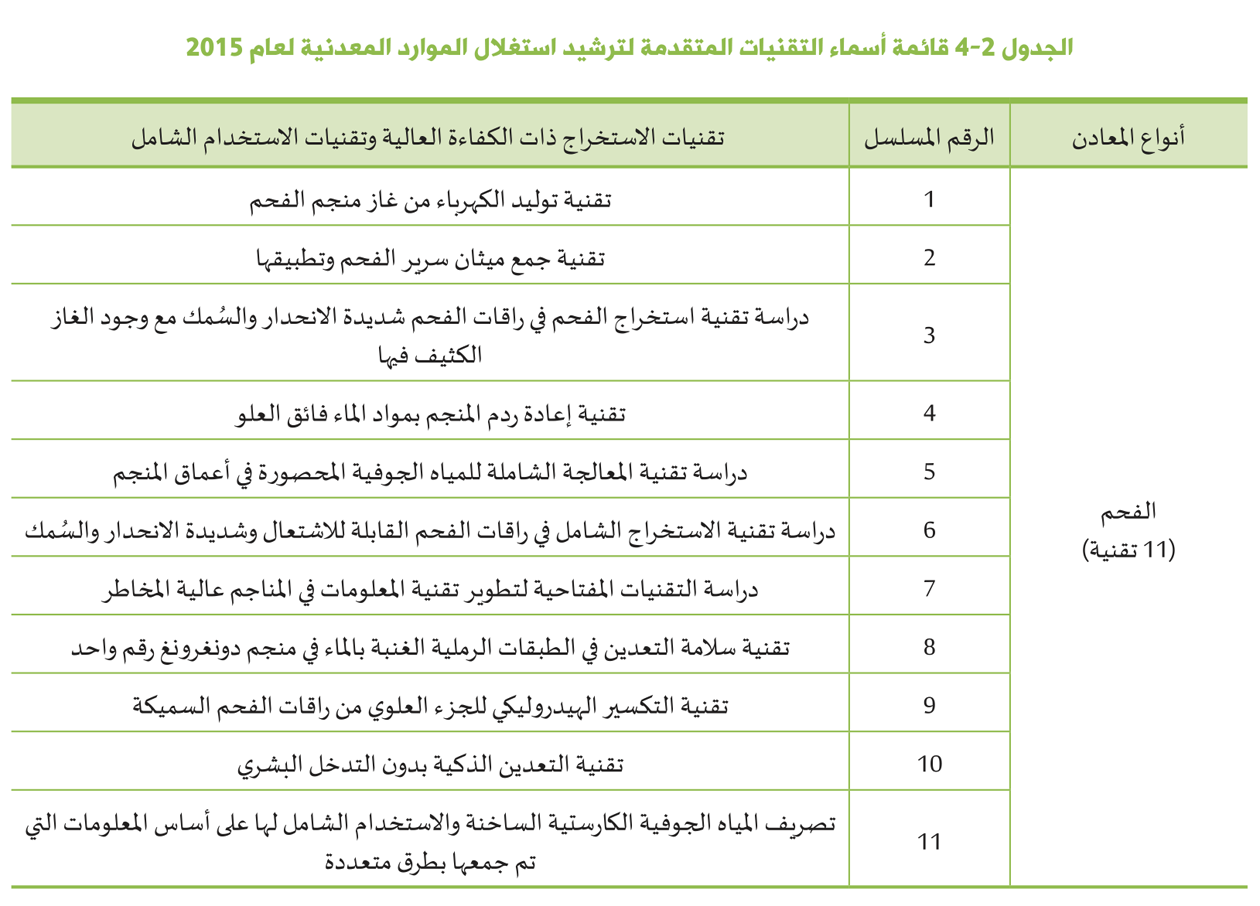 الجدول 2-4 قائمة أسماء التقنيات المتقدمة لترشيد استغلال الموارد المعدنية لعام 2015
أنواع المعادن الرقم المسلسل تقنيات الاستخراج ذات الكفاءة العالية وتقنيات الاستخدام الشامل
الفحم
(11 تقنية)
1 تقنية توليد الكهرباء من غاز منجم الفحم
2 تقنية جمع ميثان سرير الفحم وتطبيقها
3 دراسة تقنية استخراج الفحم في راقات الفحم شديدة الانحدار والسُمك مع وجود الغاز
الكثيف فيها
4 تقنية إعادة ردم المنجم بمواد الماء فائق العلو
5 دراسة تقنية المعالجة الشاملة للمياه الجوفية المحصورة في أعماق المنجم
6 دراسة تقنية الاستخراج الشامل في راقات الفحم القابلة للاشتعال وشديدة الانحدار والسُمك
7 دراسة التقنيات المفتاحية لتطوير تقنية المعلومات في المناجم عالية المخاطر
8 تقنية سلامة التعدين في الطبقات الرملية الغنبة بالماء في منجم دونغرونغ رقم واحد
9 تقنية التكسير الهيدروليكي للجزء العلوي من راقات الفحم السميكة
10 تقنية التعدين الذكية بدون التدخل البشري
11 تصريف المياه الجوفية الكارستية الساخنة والاستخدام الشامل لها على أساس المعلومات التي
تم جمعها بطرق متعددة